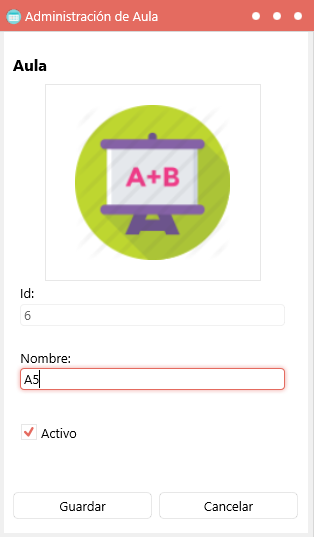 Administración de Aula
Aula
A+B
Id:
6
Nombre:
A5
Activo
Guardar
Cancelar